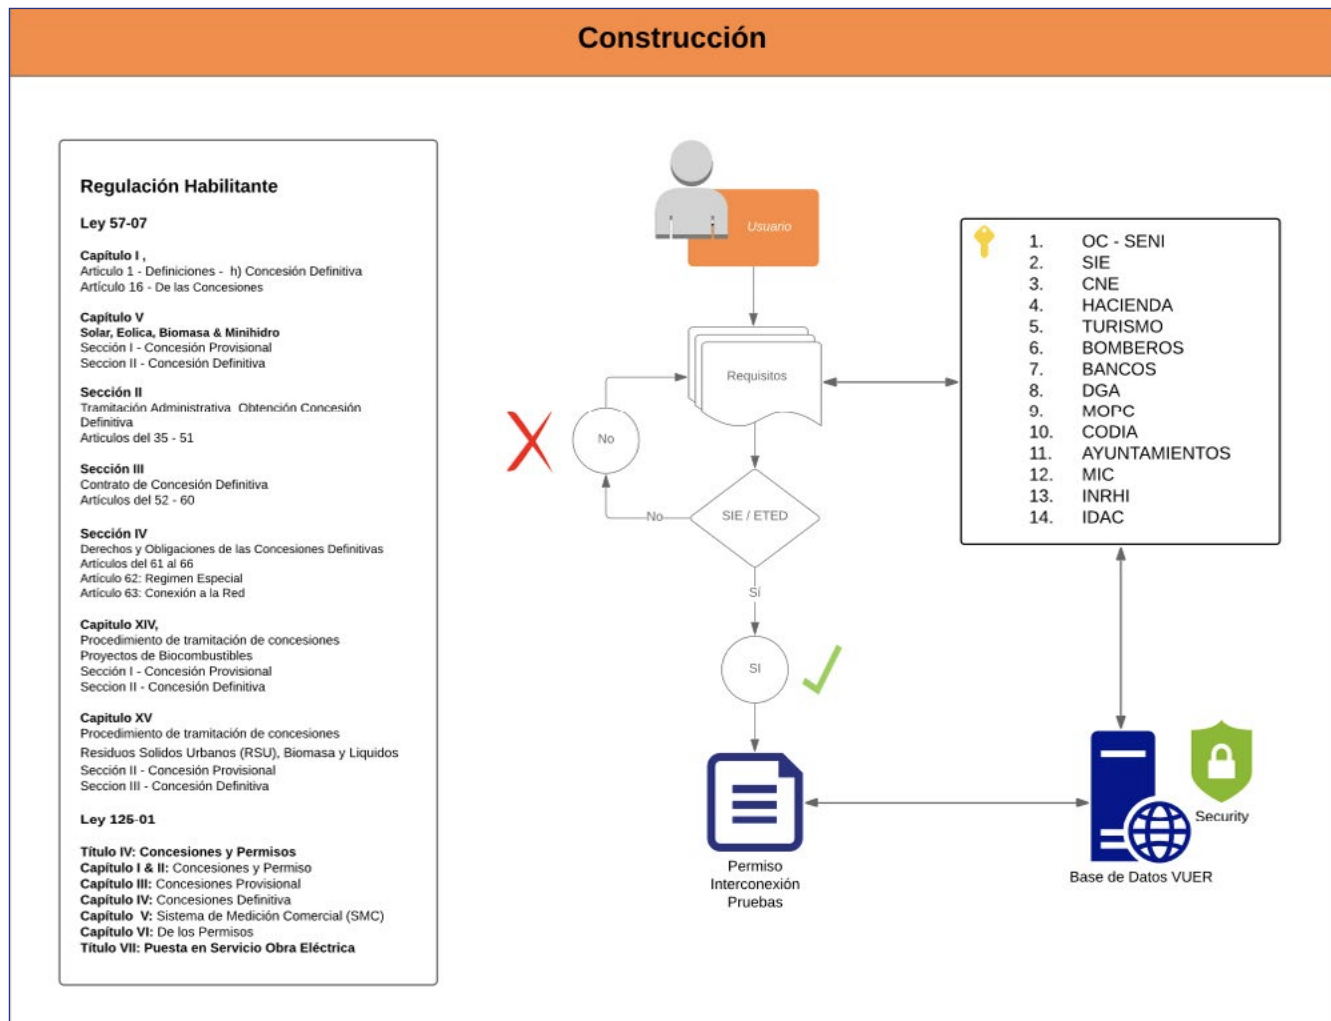 Construcción
Regulación Habilitante
Ley 57-07
Capítulo I ,
Articulo 1 - Definiciones - h) Concesión Definitiva
Artículo 16 - De las Concesiones
Capítulo V
Solar, Eolica, Biomasa & Minihidro
Sección I - Concesión Provisional
Seccion II - Concesión Definitiva
Sección II
Tramitación Administrativa Obtención Concesión
Definitiva
Articulos del 35 - 51
Sección III
Contrato de Concesión Definitiva
Artículos del 52 - 60
Sección IV
Derechos y Obligaciones de las Concesiones Definitivas
Artículos del 61 al 66
Artículo 62: Regimen Especial
Artículo 63: Conexión a la Red
Capitulo XIV,
Procedimiento de tramitación de concesiones
Proyectos de Biocombustibles
Sección I - Concesión Provisional
Seccion II - Concesión Definitiva
Capitulo XV
Procedimiento de tramitación de concesiones
Residuos Solidos Urbanos (RSU), Biomasa y Liquidos
Sección II - Concesión Provisional
Seccion III - Concesión Definitiva
Ley 125-01
Título IV: Concesiones y Permisos
Capítulo I & II: Concesiones y Permiso
Capítulo III: Concesiones Provisional
Capítulo IV: Concesiones Definitiva
Capítulo V: Sistema de Medición Comercial (SMC)
Capítulo VI: De los Permisos
Título VII: Puesta en Servicio Obra Eléctrica
Usuario
Requisitos
No
No
SIE / ETED
Sí
SI
Permiso
Interconexión
Pruebas
1. OC - SENI
2. SIE
3. CNE
4. HACIENDA
5. TURISMO
6. BOMBEROS
7. BANCOS
8. DGA
9. MOPC
10. CODIA
11. AYUNTAMIENTOS
12. MIC
13. INRHI
14. IDAC
Security
Base de Datos VUER